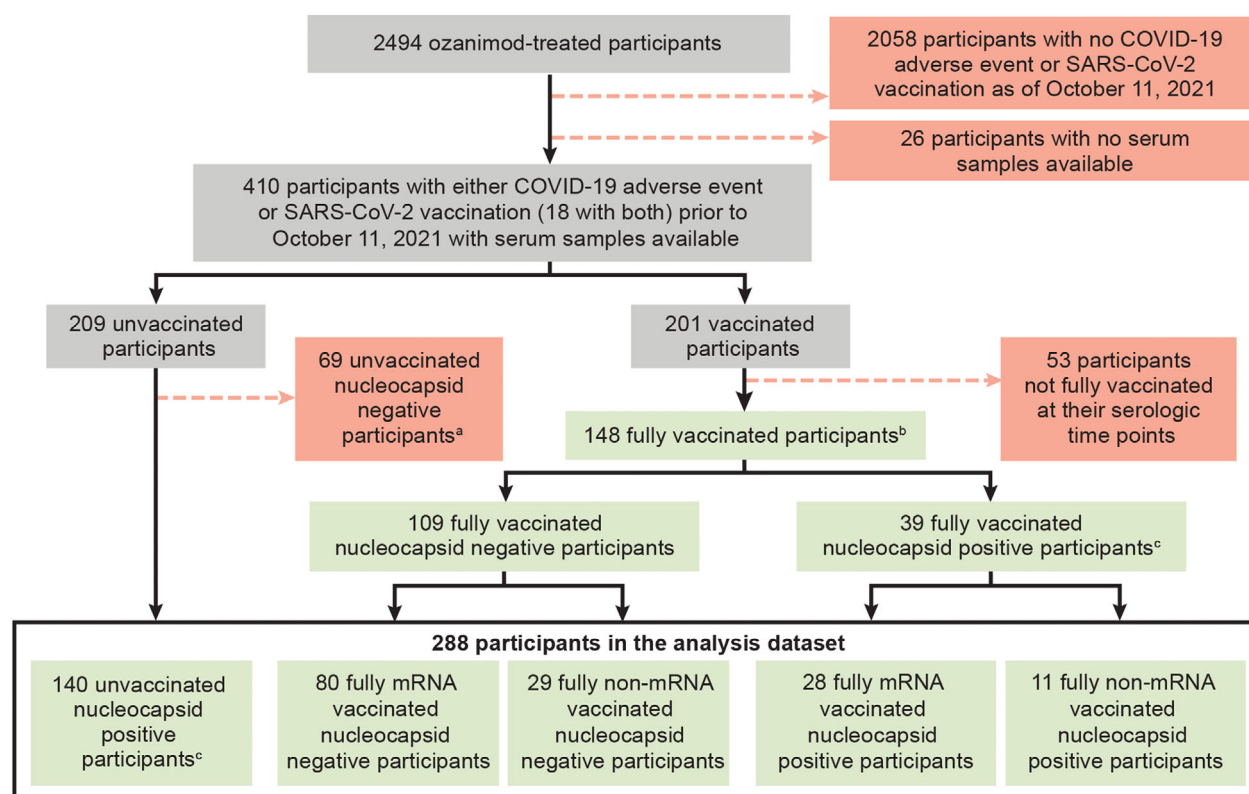 2494 ozanimod-treated participants
2058 participants with no COVID-19
adverse event or SARS-CoV-2
vaccination as of October 11, 2021
26 participants with no serum
samples available
410 participants with either COVID-19 adverse event
or SARS-CoV-2 vaccination (18 with both) prior to
October 11, 2021 with serum samples available
209 unvaccinated
participants
201 vaccinated
participants
69 unvaccinated
nucleocapsid
negative
participantsᵃ
53 participants
not fully vaccinated
at their serologic
time points
148 fully vaccinated participantsᵇ
109 fully vaccinated
nucleocapsid negative participants
39 fully vaccinated
nucleocapsid positive participantsᶜ
288 participants in the analysis dataset
140 unvaccinated
nucleocapsid
positive
participantsᶜ
80 fully mRNA
vaccinated
nucleocapsid
negative participants
29 fully non-mRNA
vaccinated
nucleocapsid
negative participants
28 fully mRNA
vaccinated
nucleocapsid
positive participants
11 fully non-mRNA
vaccinated
nucleocapsid
positive participants